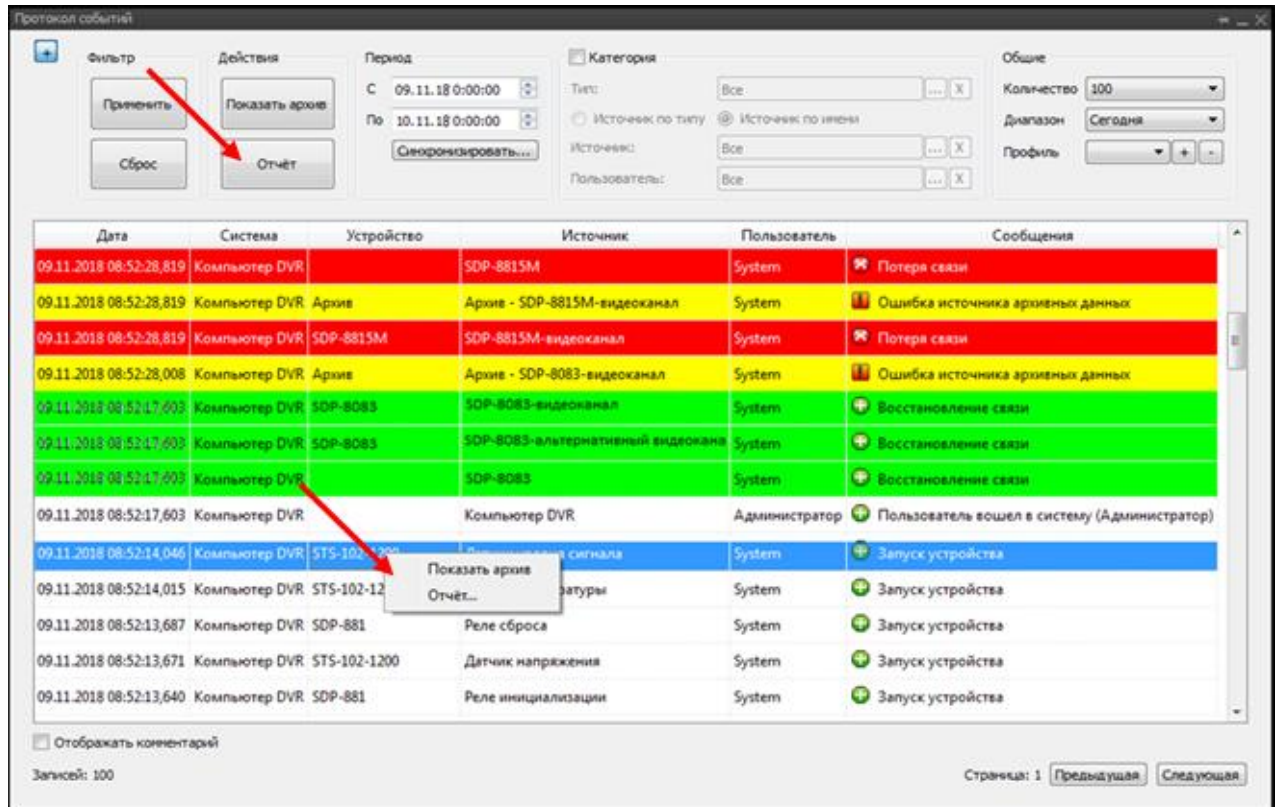 Протокол событий
Фильтр Действия Период Категория Общие
Применить Показать архив С 09.11.18 0:00:00 Тип: Все ... X Количество 100
По 10.11.18 0:00:00 Источник по типу Источник по имени Диапазон Сегодня
Сброс Отчёт Синхронизировать... Источник: Все ... X Профиль + -
Пользователь: Все ... X
Дата Система Устройство Источник Пользователь Сообщения
09.11.2018 08:52:28,819 Компьютер DVR SDP-8815M System Потеря связи
09.11.2018 08:52:28,819 Компьютер DVR Архив Архив - SDP-8815M-видеоканал System Ошибка источника архивных данных
09.11.2018 08:52:28,819 Компьютер DVR SDP-8815M SDP-8815M-видеоканал System Потеря связи
09.11.2018 08:52:28,008 Компьютер DVR Архив Архив - SDP-8083-видеоканал System Ошибка источника архивных данных
09.11.2018 08:52:17,603 Компьютер DVR SDP-8083 SDP-8083-видеоканал System Восстановление связи
09.11.2018 08:52:17,603 Компьютер DVR SDP-8083 SDP-8083-альтернативный видеокана System Восстановление связи
09.11.2018 08:52:17,603 Компьютер DVR SDP-8083 System Восстановление связи
09.11.2018 08:52:17,603 Компьютер DVR Компьютер DVR Администратор Пользователь вошел в систему (Администратор)
09.11.2018 08:52:14,046 Компьютер DVR STS-102-1200 сигнала System Запуск устройства
Показать архив
09.11.2018 08:52:14,015 Компьютер DVR STS-102-12 ратуры System Запуск устройства
Отчёт...
09.11.2018 08:52:13,687 Компьютер DVR SDP-881 Реле сброса System Запуск устройства
09.11.2018 08:52:13,671 Компьютер DVR STS-102-1200 Датчик напряжения System Запуск устройства
09.11.2018 08:52:13,640 Компьютер DVR SDP-881 Реле инициализации System Запуск устройства
Отображать комментарий
Записей: 100 Страница: 1 Предыдущая Следующая